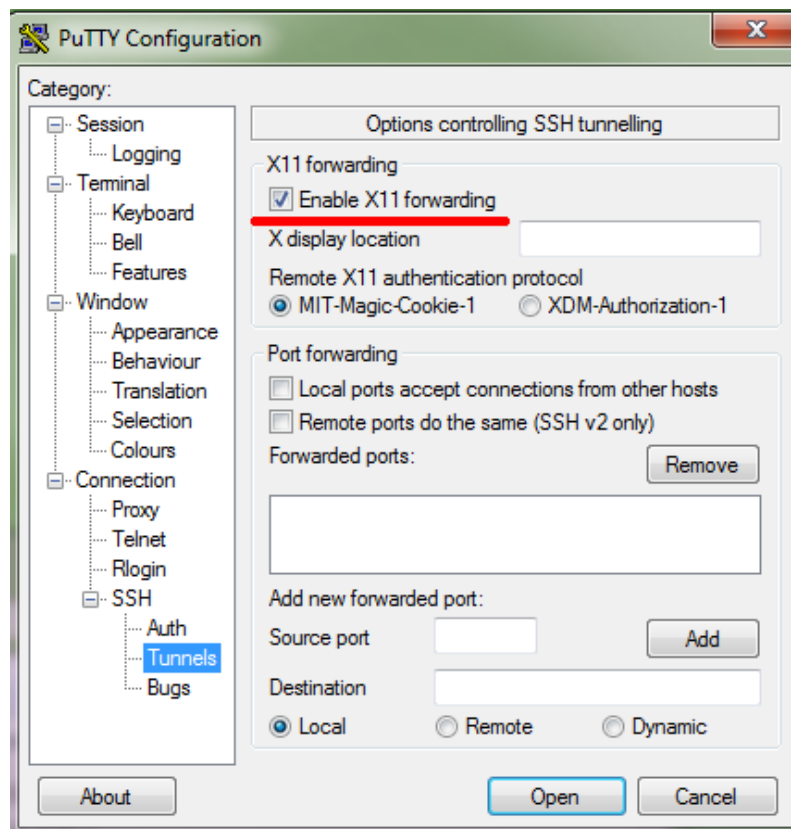 PuTTY Configuration
Category:
Session
Logging
Terminal
Keyboard
Bell
Features
Window
Appearance
Behaviour
Translation
Selection
Colours
Connection
Proxy
Telnet
Rlogin
SSH
Auth
Tunnels
Bugs
Options controlling SSH tunnelling
X11 forwarding
Enable X11 forwarding
X display location
Remote X11 authentication protocol
MIT-Magic-Cookie-1 XDM-Authorization-1
Port forwarding
Local ports accept connections from other hosts
Remote ports do the same (SSH v2 only)
Forwarded ports: Remove
Add new forwarded port:
Source port Add
Destination
Local Remote Dynamic
About Open Cancel